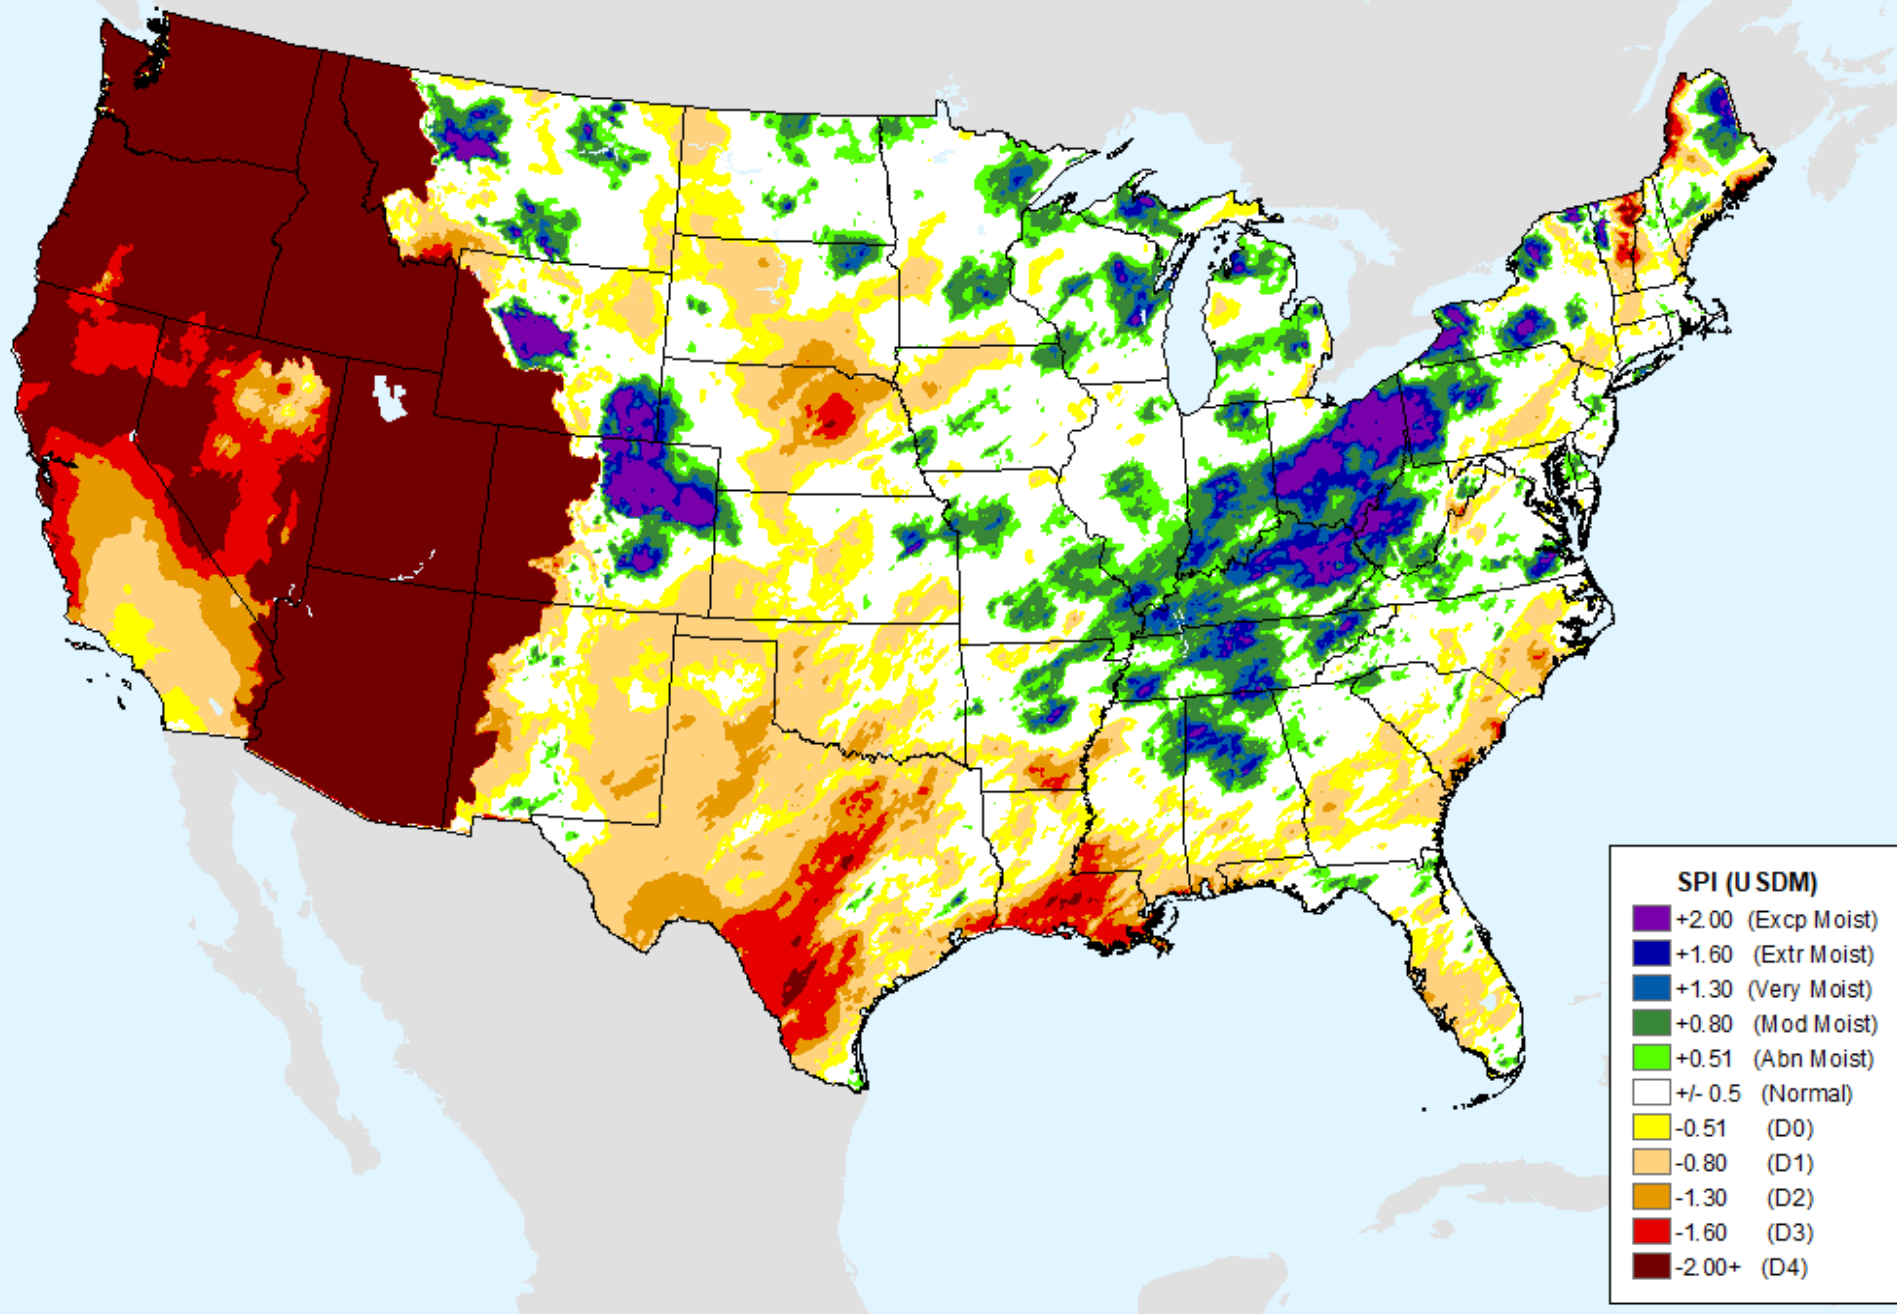 SPI (USDM)
+2.00 (Excp Moist)
+1.60 (Extr Moist)
+1.30 (Very Moist)
+0.80 (Mod Moist)
+0.51 (Abn Moist)
+/- 0.5 (Normal)
-0.51 (D0)
-0.80 (D1)
-1.30 (D2)
-1.60 (D3)
-2.00+ (D4)